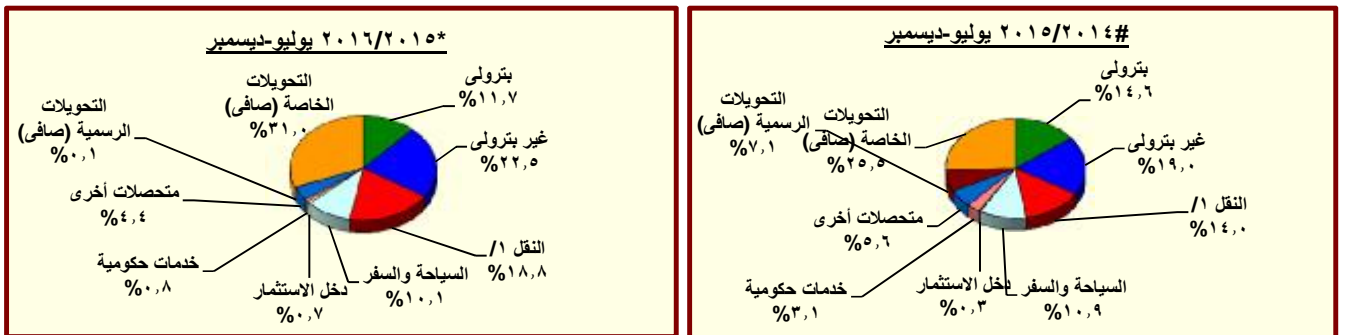 #٢٠١٥/٢٠١٤ يوليو-ديسمبر
بترولى
%١٤,٦
غير بترولى
%١٩,٠
النقل ١/
%١٤,٠
السياحة والسفر
%١٠,٩
دخل الاستثمار
%٠,٣
خدمات حكومية
%٣,١
متحصلات أخرى
%٥,٦
التحويلات
الرسمية (صافى)
%٧,١
التحويلات
الخاصة (صافى)
%٢٥,٥
*٢٠١٦/٢٠١٥ يوليو-ديسمبر
بترولى
%١١,٧
غير بترولى
%٢٢,٥
النقل ١/
%١٨,٨
السياحة والسفر
%١٠,١
دخل الاستثمار
%٠,٧
خدمات حكومية
%٠,٨
متحصلات أخرى
%٤,٤
التحويلات
الرسمية (صافى)
%٠,١
التحويلات
الخاصة (صافى)
%٣١,٠